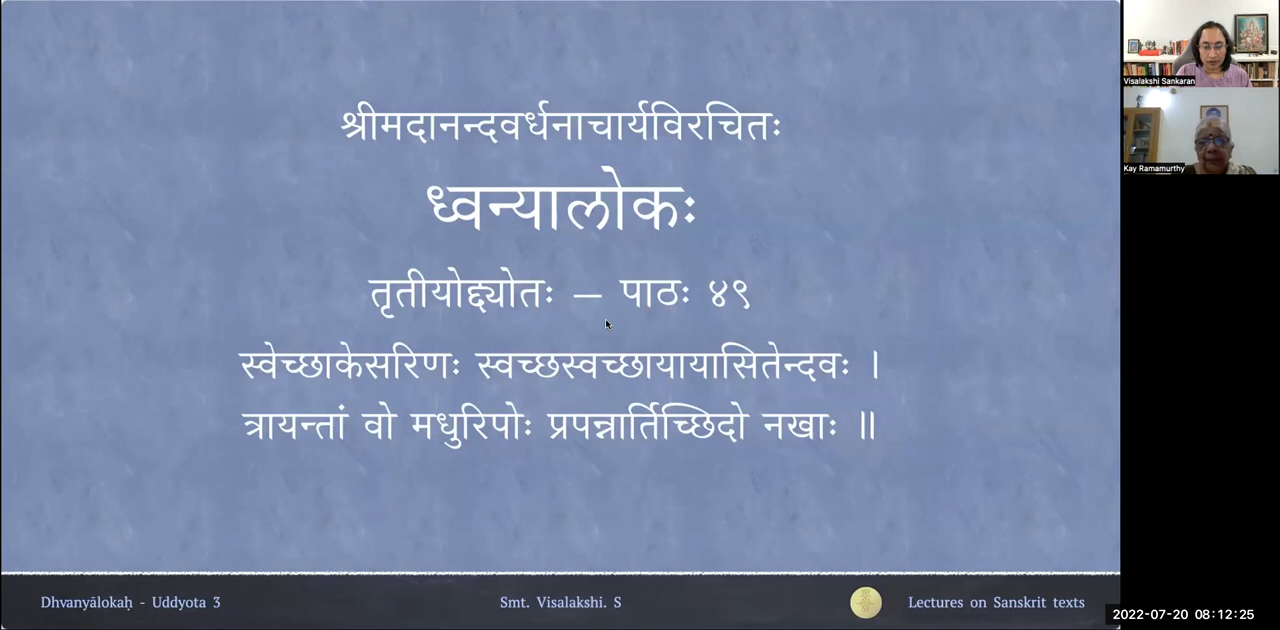 श्रीमदानन्दवर्धनाचार्यविरचितः
ध्वन्यालोकः
तृतीयोद्द्योतः – पाठः ४९
स्वेच्छाकेसरिणः स्वच्छस्वच्छायायासितेन्दवः ।
त्रायन्तां वो मधुरिपोः प्रपन्नार्तिच्छिदो नखाः ॥
Dhvanyālokaḥ - Uddyota 3
Smt. Visalakshi. S
Lectures on Sanskrit texts
Visalakshi Sankaran
Kay Ramamurthy
2022-07-20 08:12:25